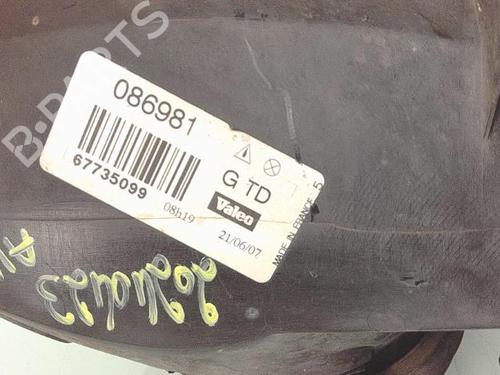 B-PARTS
086981
67735099
08h19
G TD
Valeo
21/06/07
MADE IN FRANCE 5